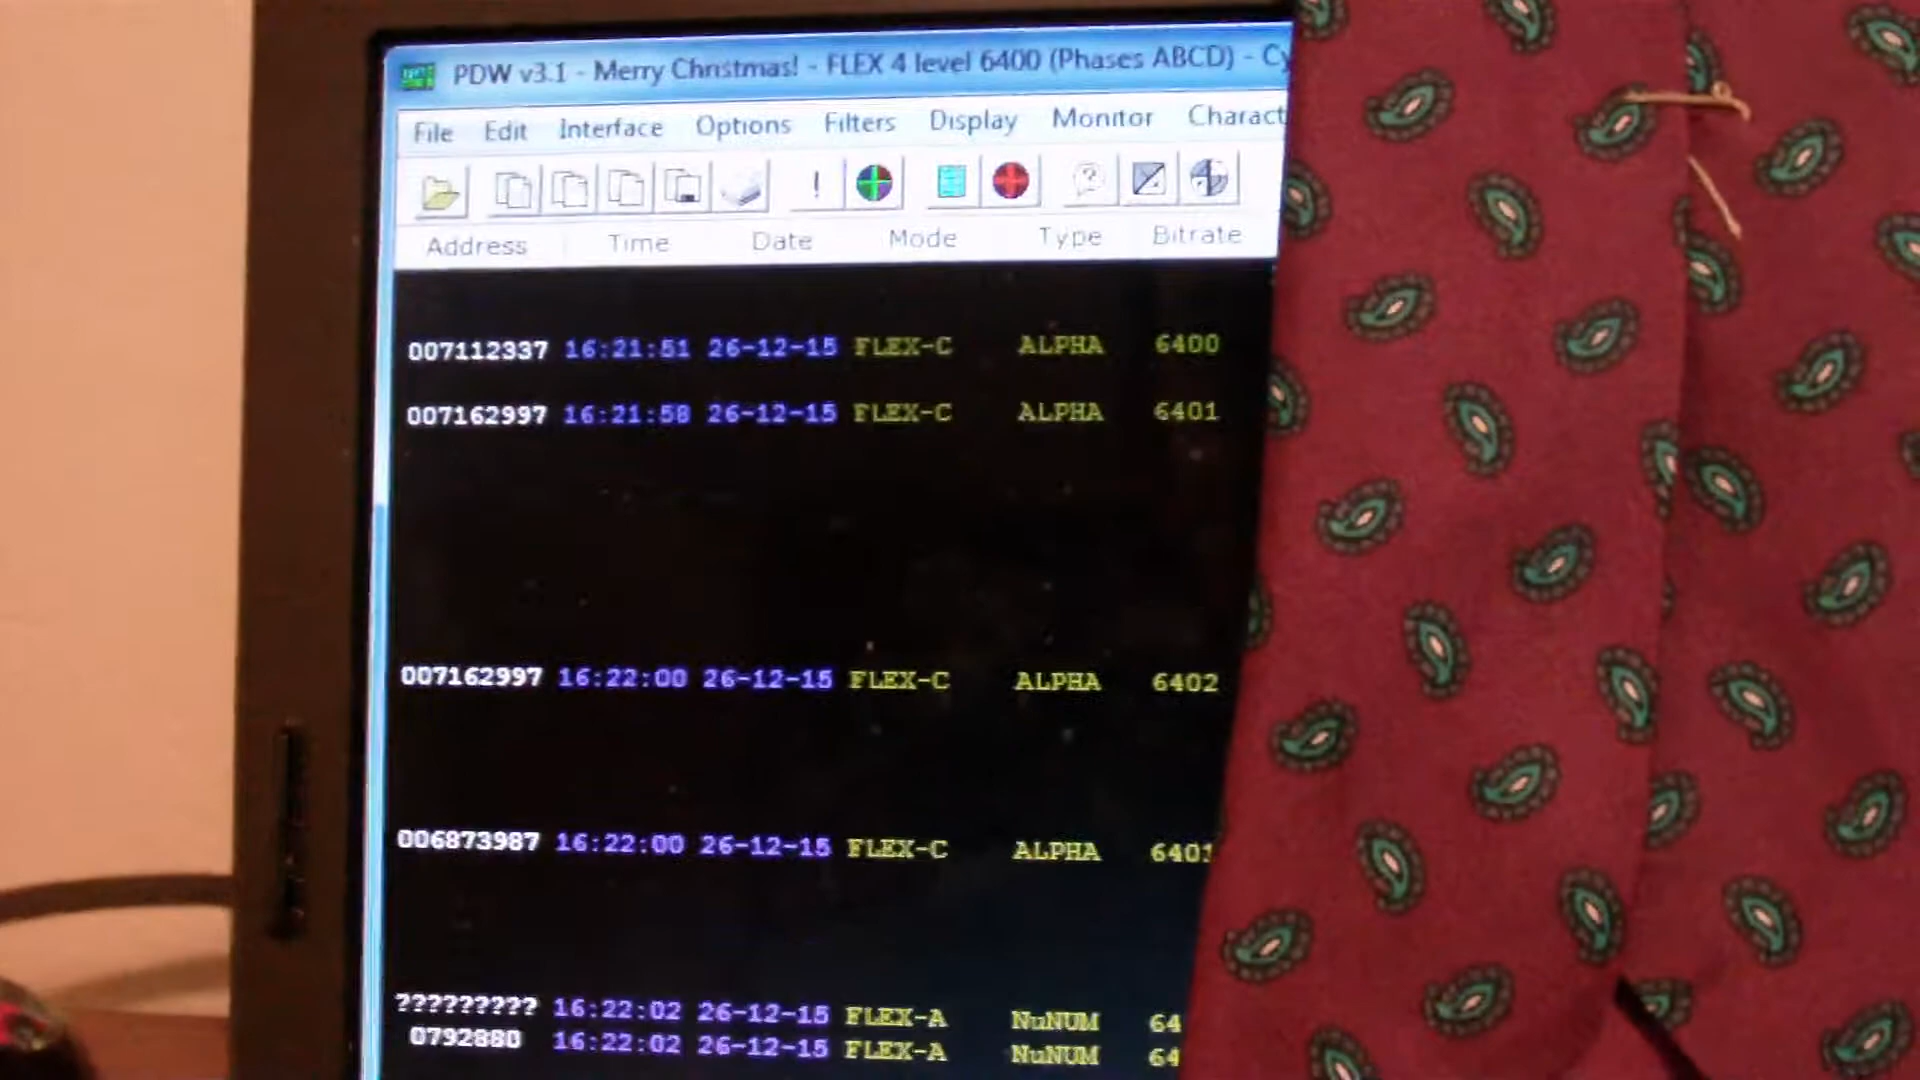 PDW v3.1 - Merry Christmas! - FLEX 4 level 6400 (Phases ABCD) - Cy
File Edit Interface Options Filters Display Monitor Charact
Address Time Date Mode Type Bitrate
007112337 16:21:51 26-12-15 FLEX-C ALPHA 6400
007162997 16:21:58 26-12-15 FLEX-C ALPHA 6401
007162997 16:22:00 26-12-15 FLEX-C ALPHA 6402
006873987 16:22:00 26-12-15 FLEX-C ALPHA 6401
????????? 16:22:02 26-12-15 FLEX-A NuNUM 64
0792880 16:22:02 26-12-15 FLEX-A NuNUM 64